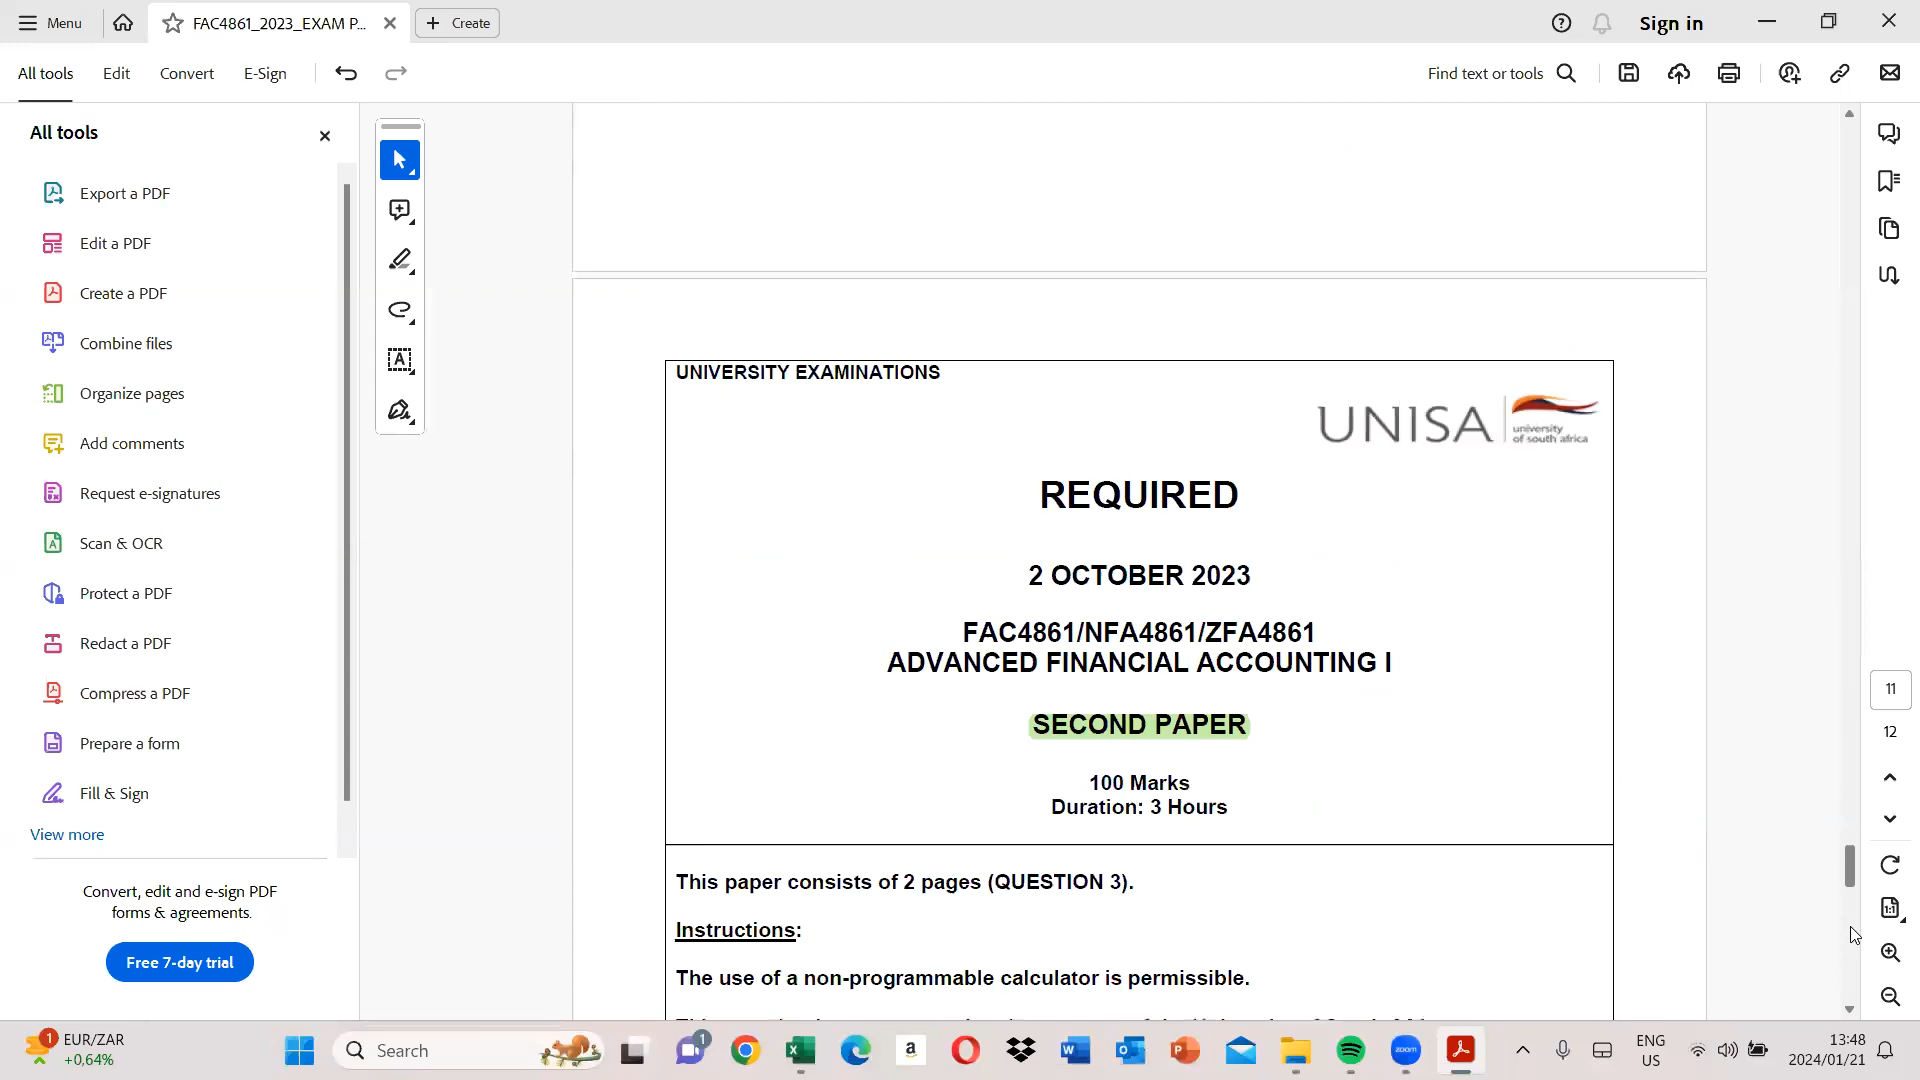 Menu
FAC4861_2023_EXAM P...
Create
Sign in
All tools
Edit
Convert
E-Sign
Find text or tools
All tools
Export a PDF
Edit a PDF
Create a PDF
Combine files
Organize pages
Add comments
Request e-signatures
Scan & OCR
Protect a PDF
Redact a PDF
Compress a PDF
Prepare a form
Fill & Sign
View more
Convert, edit and e-sign PDF
forms & agreements.
Free 7-day trial
UNIVERSITY EXAMINATIONS
UNISA
university
of south africa
REQUIRED
2 OCTOBER 2023
FAC4861/NFA4861/ZFA4861
ADVANCED FINANCIAL ACCOUNTING I
SECOND PAPER
100 Marks
Duration: 3 Hours
This paper consists of 2 pages (QUESTION 3).
Instructions:
The use of a non-programmable calculator is permissible.
11
12
1:1
1
EUR/ZAR
+0,64%
Search
1
a
zoom
ENG
US
13:48
2024/01/21